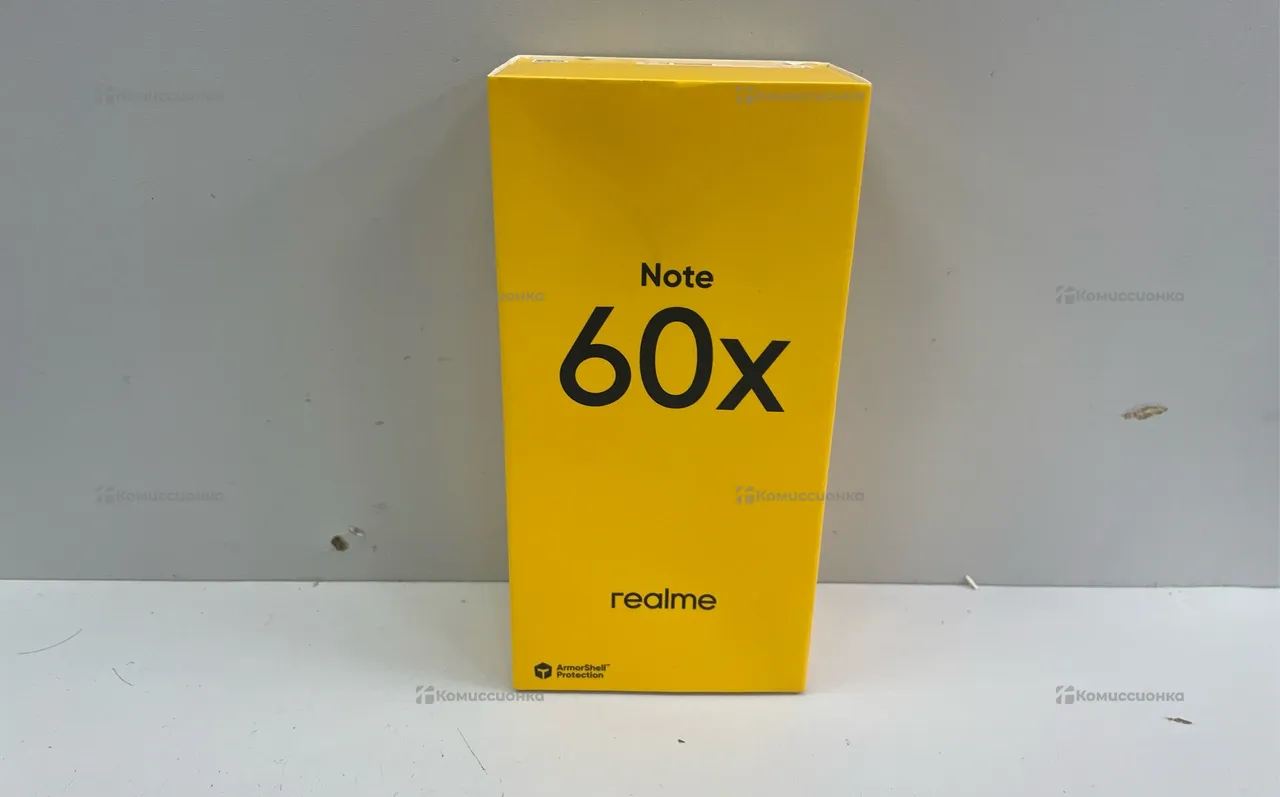 Комиссионка
Комиссионка
Note
Комиссионка
Комиссионка
60x
Комиссионка
Комиссионка
realme
ArmorShell™
Protection
Комиссионка
Комиссионка